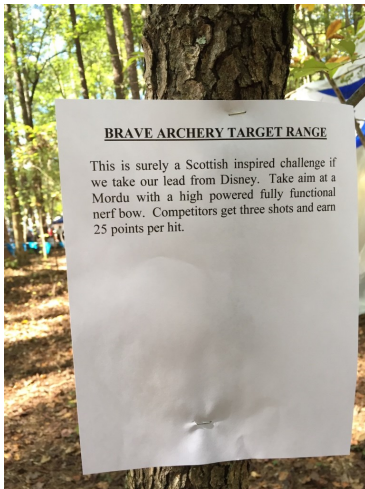 BRAVE ARCHERY TARGET RANGE
This is surely a Scottish inspired challenge if
we take our lead from Disney. Take aim at a
Mordu with a high powered fully functional
nerf bow. Competitors get three shots and earn
25 points per hit.